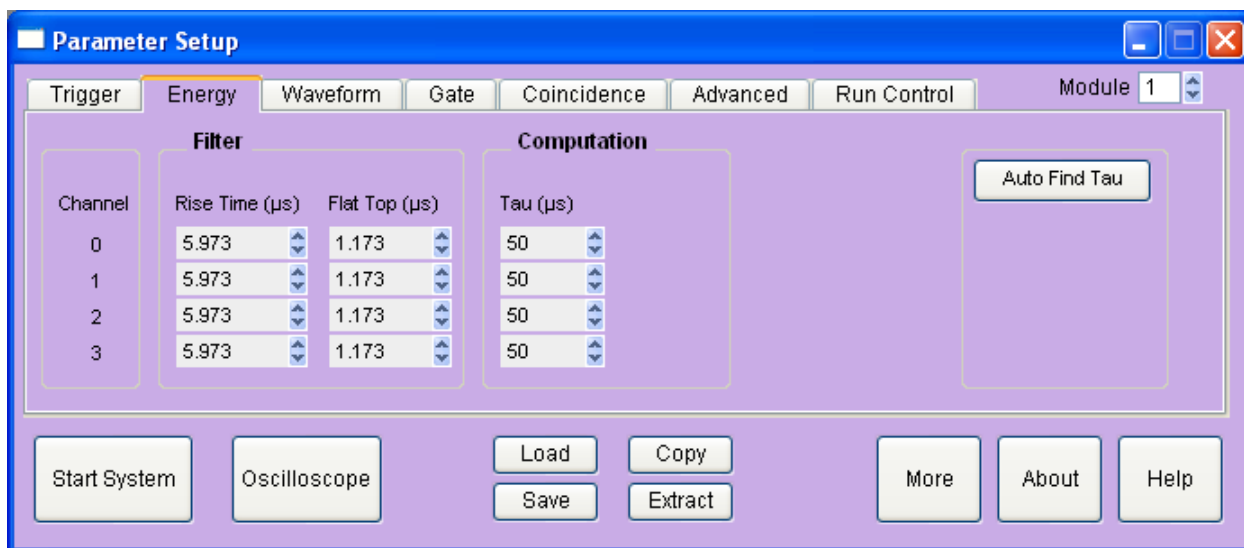 Parameter Setup
Trigger Energy Waveform Gate Coincidence Advanced Run Control Module 1
Filter Computation
Auto Find Tau
Channel Rise Time (µs) Flat Top (µs) Tau (µs)
0 5.973 1.173 50
1 5.973 1.173 50
2 5.973 1.173 50
3 5.973 1.173 50
Start System Oscilloscope Load Copy More About Help
Save Extract